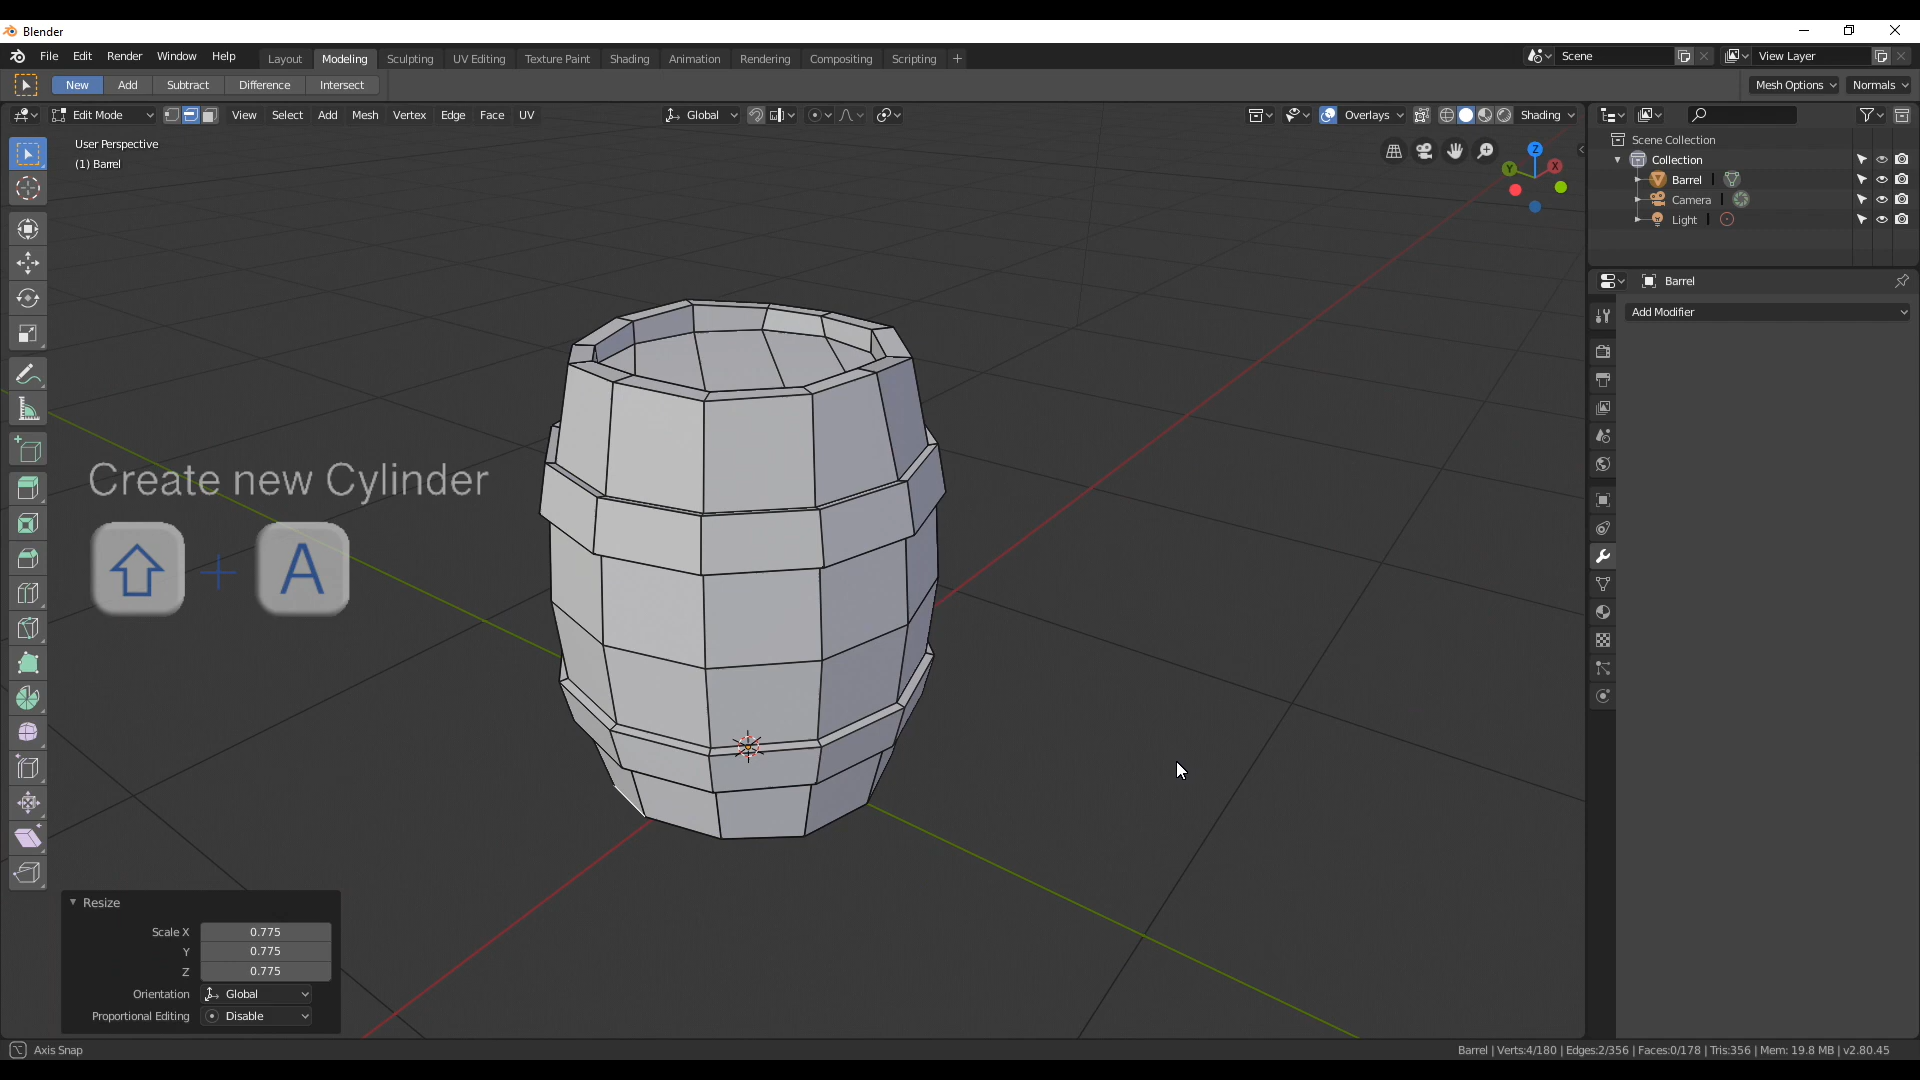 Blender
File Edit Render Window Help Layout Modeling Sculpting UV Editing Texture Paint Shading Animation Rendering Compositing Scripting + Scene View Layer
New Add Subtract Difference Intersect Mesh Options Normals
Edit Mode View Select Add Mesh Vertex Edge Face UV Global Overlays Shading
User Perspective
(1) Barrel
Z
Y X
Scene Collection
Collection
Barrel
Camera
Light
Barrel
Add Modifier
Create new Cylinder
+ A
Resize
Scale X 0.775
Y 0.775
Z 0.775
Orientation Global
Proportional Editing Disable
Axis Snap
Barrel | Verts:4/180 | Edges:2/356 | Faces:0/178 | Tris:356 | Mem: 19.8 MB | v2.80.45